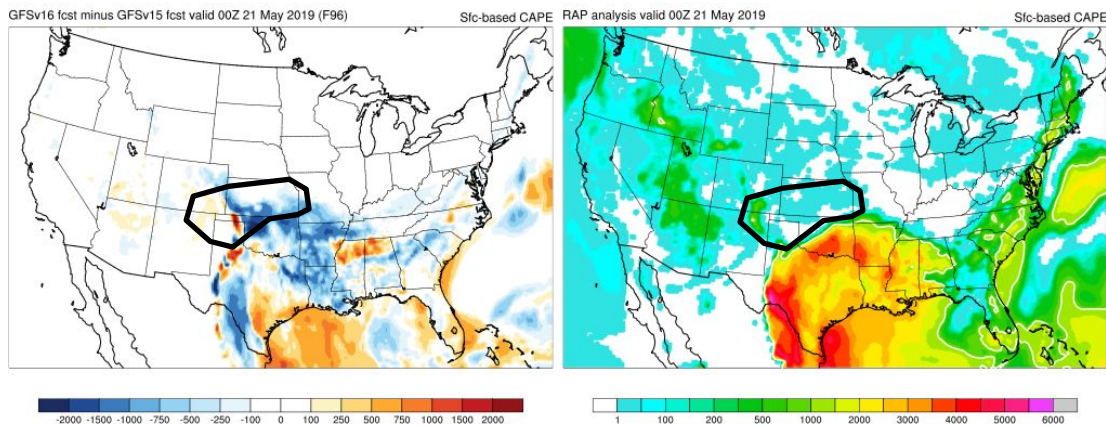 GFSv16 fcst minus GFSv15 fcst valid 00Z 21 May 2019 (F96) Sfc-based CAPE
RAP analysis valid 00Z 21 May 2019 Sfc-based CAPE
-2000 -1500 -1000 -750 -500 -250 -100 0 100 250 500 750 1000 1500 2000
1 100 200 500 1000 2000 3000 4000 5000 6000